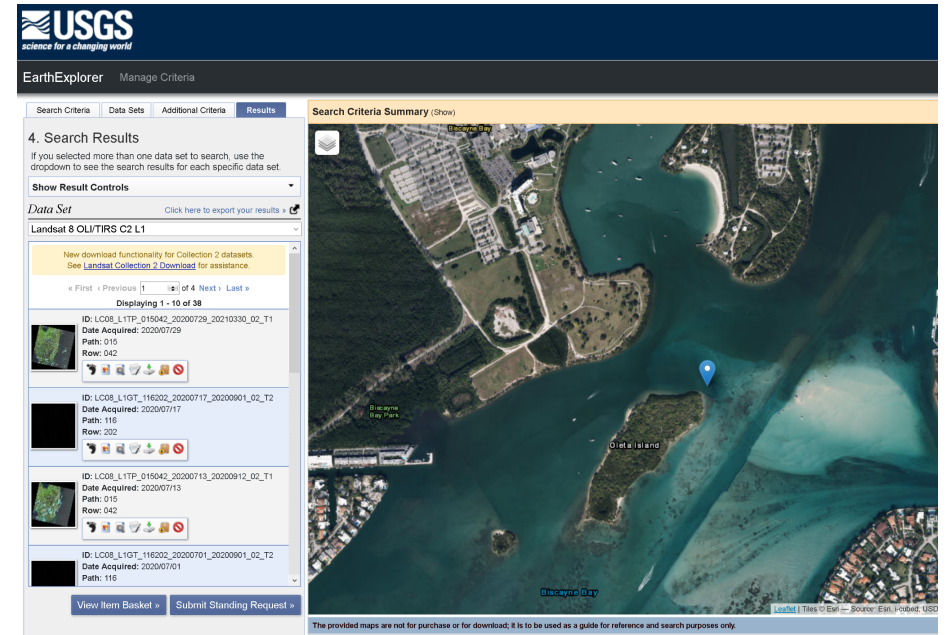 USGS
science for a changing world
EarthExplorer Manage Criteria
Search Criteria Data Sets Additional Criteria Results
4. Search Results
If you selected more than one data set to search, use the
dropdown to see the search results for each specific data set.
Show Result Controls
Data Set Click here to export your results »
Landsat 8 OLI/TIRS C2 L1
New download functionality for Collection 2 datasets.
See Landsat Collection 2 Download for assistance.
« First ‹ Previous 1 of 4 Next › Last »
Displaying 1 - 10 of 38
ID: LC08_L1TP_015042_20200729_20210330_02_T1
Date Acquired: 2020/07/29
Path: 015
Row: 042
ID: LC08_L1GT_116202_20200717_20200901_02_T2
Date Acquired: 2020/07/17
Path: 116
Row: 202
ID: LC08_L1TP_015042_20200713_20200912_02_T1
Date Acquired: 2020/07/13
Path: 015
Row: 042
ID: LC08_L1GT_116202_20200701_20200901_02_T2
Date Acquired: 2020/07/01
Path: 116
View Item Basket » Submit Standing Request »
Search Criteria Summary (Show)
Biscayne Bay
Biscayne
Bay Park
Oleta Island
Biscayne Bay
Leaflet | Tiles © Esri — Source: Esri, i-cubed, USD
The provided maps are not for purchase or for download; it is to be used as a guide for reference and search purposes only.